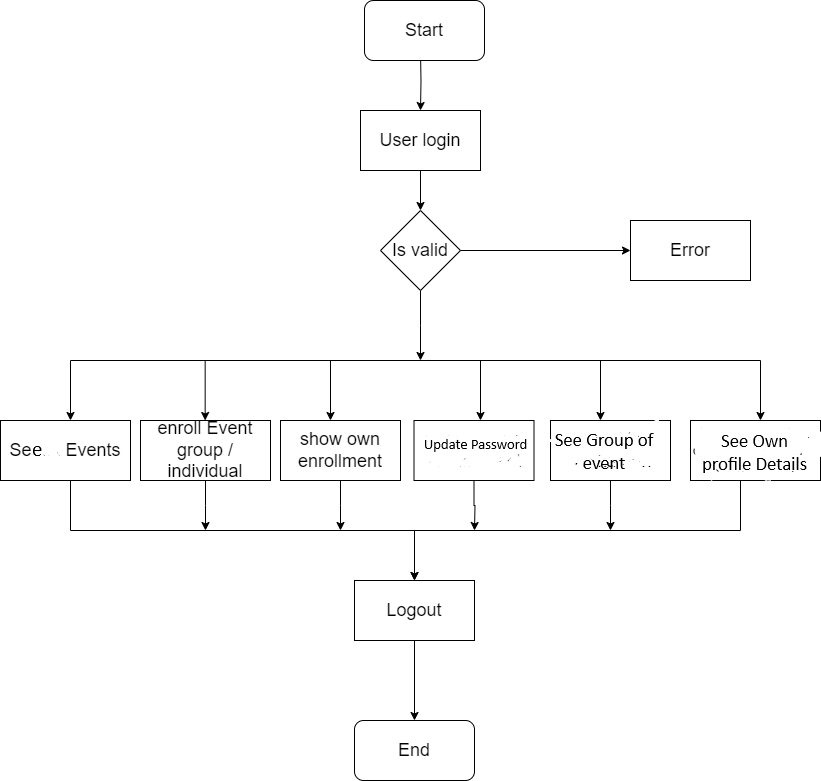 Start
User login
Is valid
Error
See Events
enroll Event
group /
individual
show own
enrollment
Update Password
See Group of
event
See Own
profile Details
Logout
End